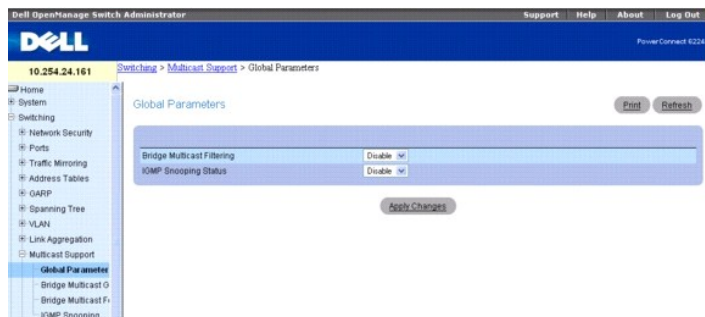 Dell OpenManage Switch Administrator
Support Help About Log Out
DELL
PowerConnect 6224
10.254.24.161
Switching > Multicast Support > Global Parameters
Home
System
Switching
Network Security
Ports
Traffic Mirroring
Address Tables
GARP
Spanning Tree
VLAN
Link Aggregation
Multicast Support
Global Parameter
Bridge Multicast G
Bridge Multicast F
IGMP Snooping
Global Parameters
Print Refresh
Bridge Multicast Filtering Disable
IGMP Snooping Status Disable
Apply Changes